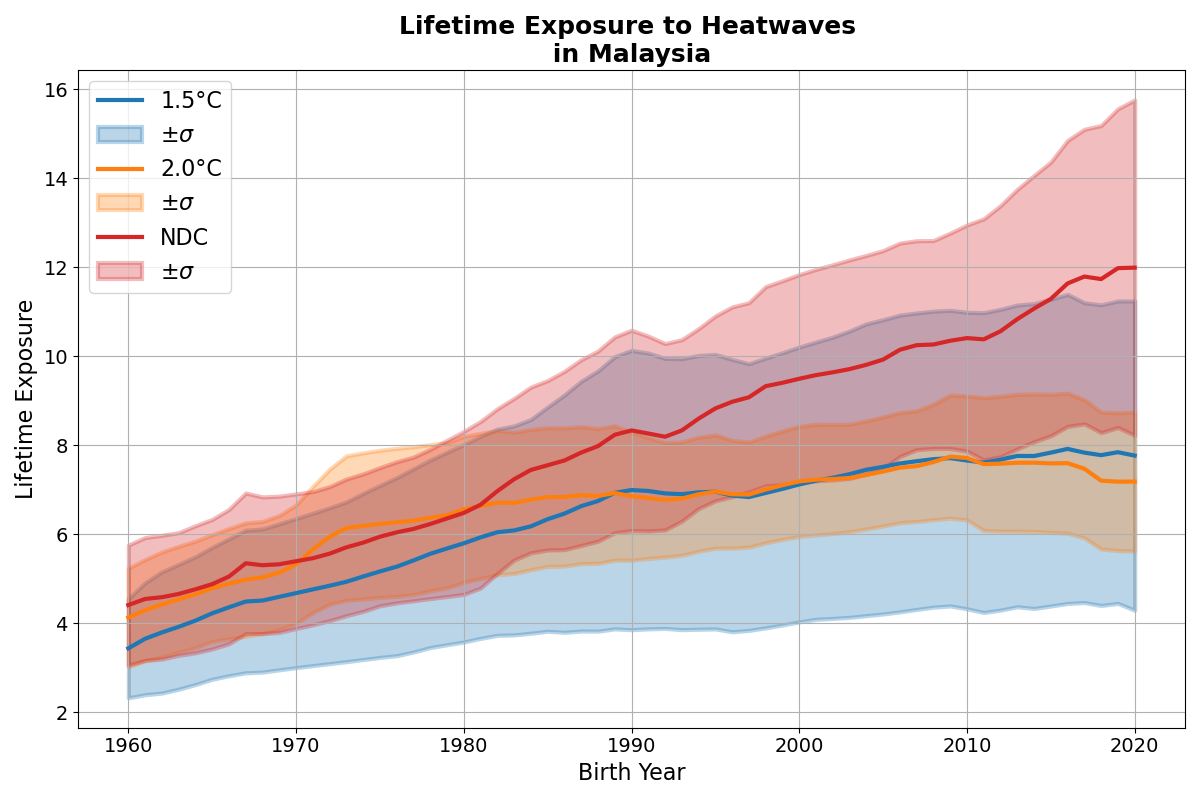 Lifetime Exposure to Heatwaves
in Malaysia
16
14
12
10
8
6
4
2
Lifetime Exposure
1.5°C
±σ
2.0°C
±σ
NDC
±σ
1960
1970
1980
1990
2000
2010
2020
Birth Year